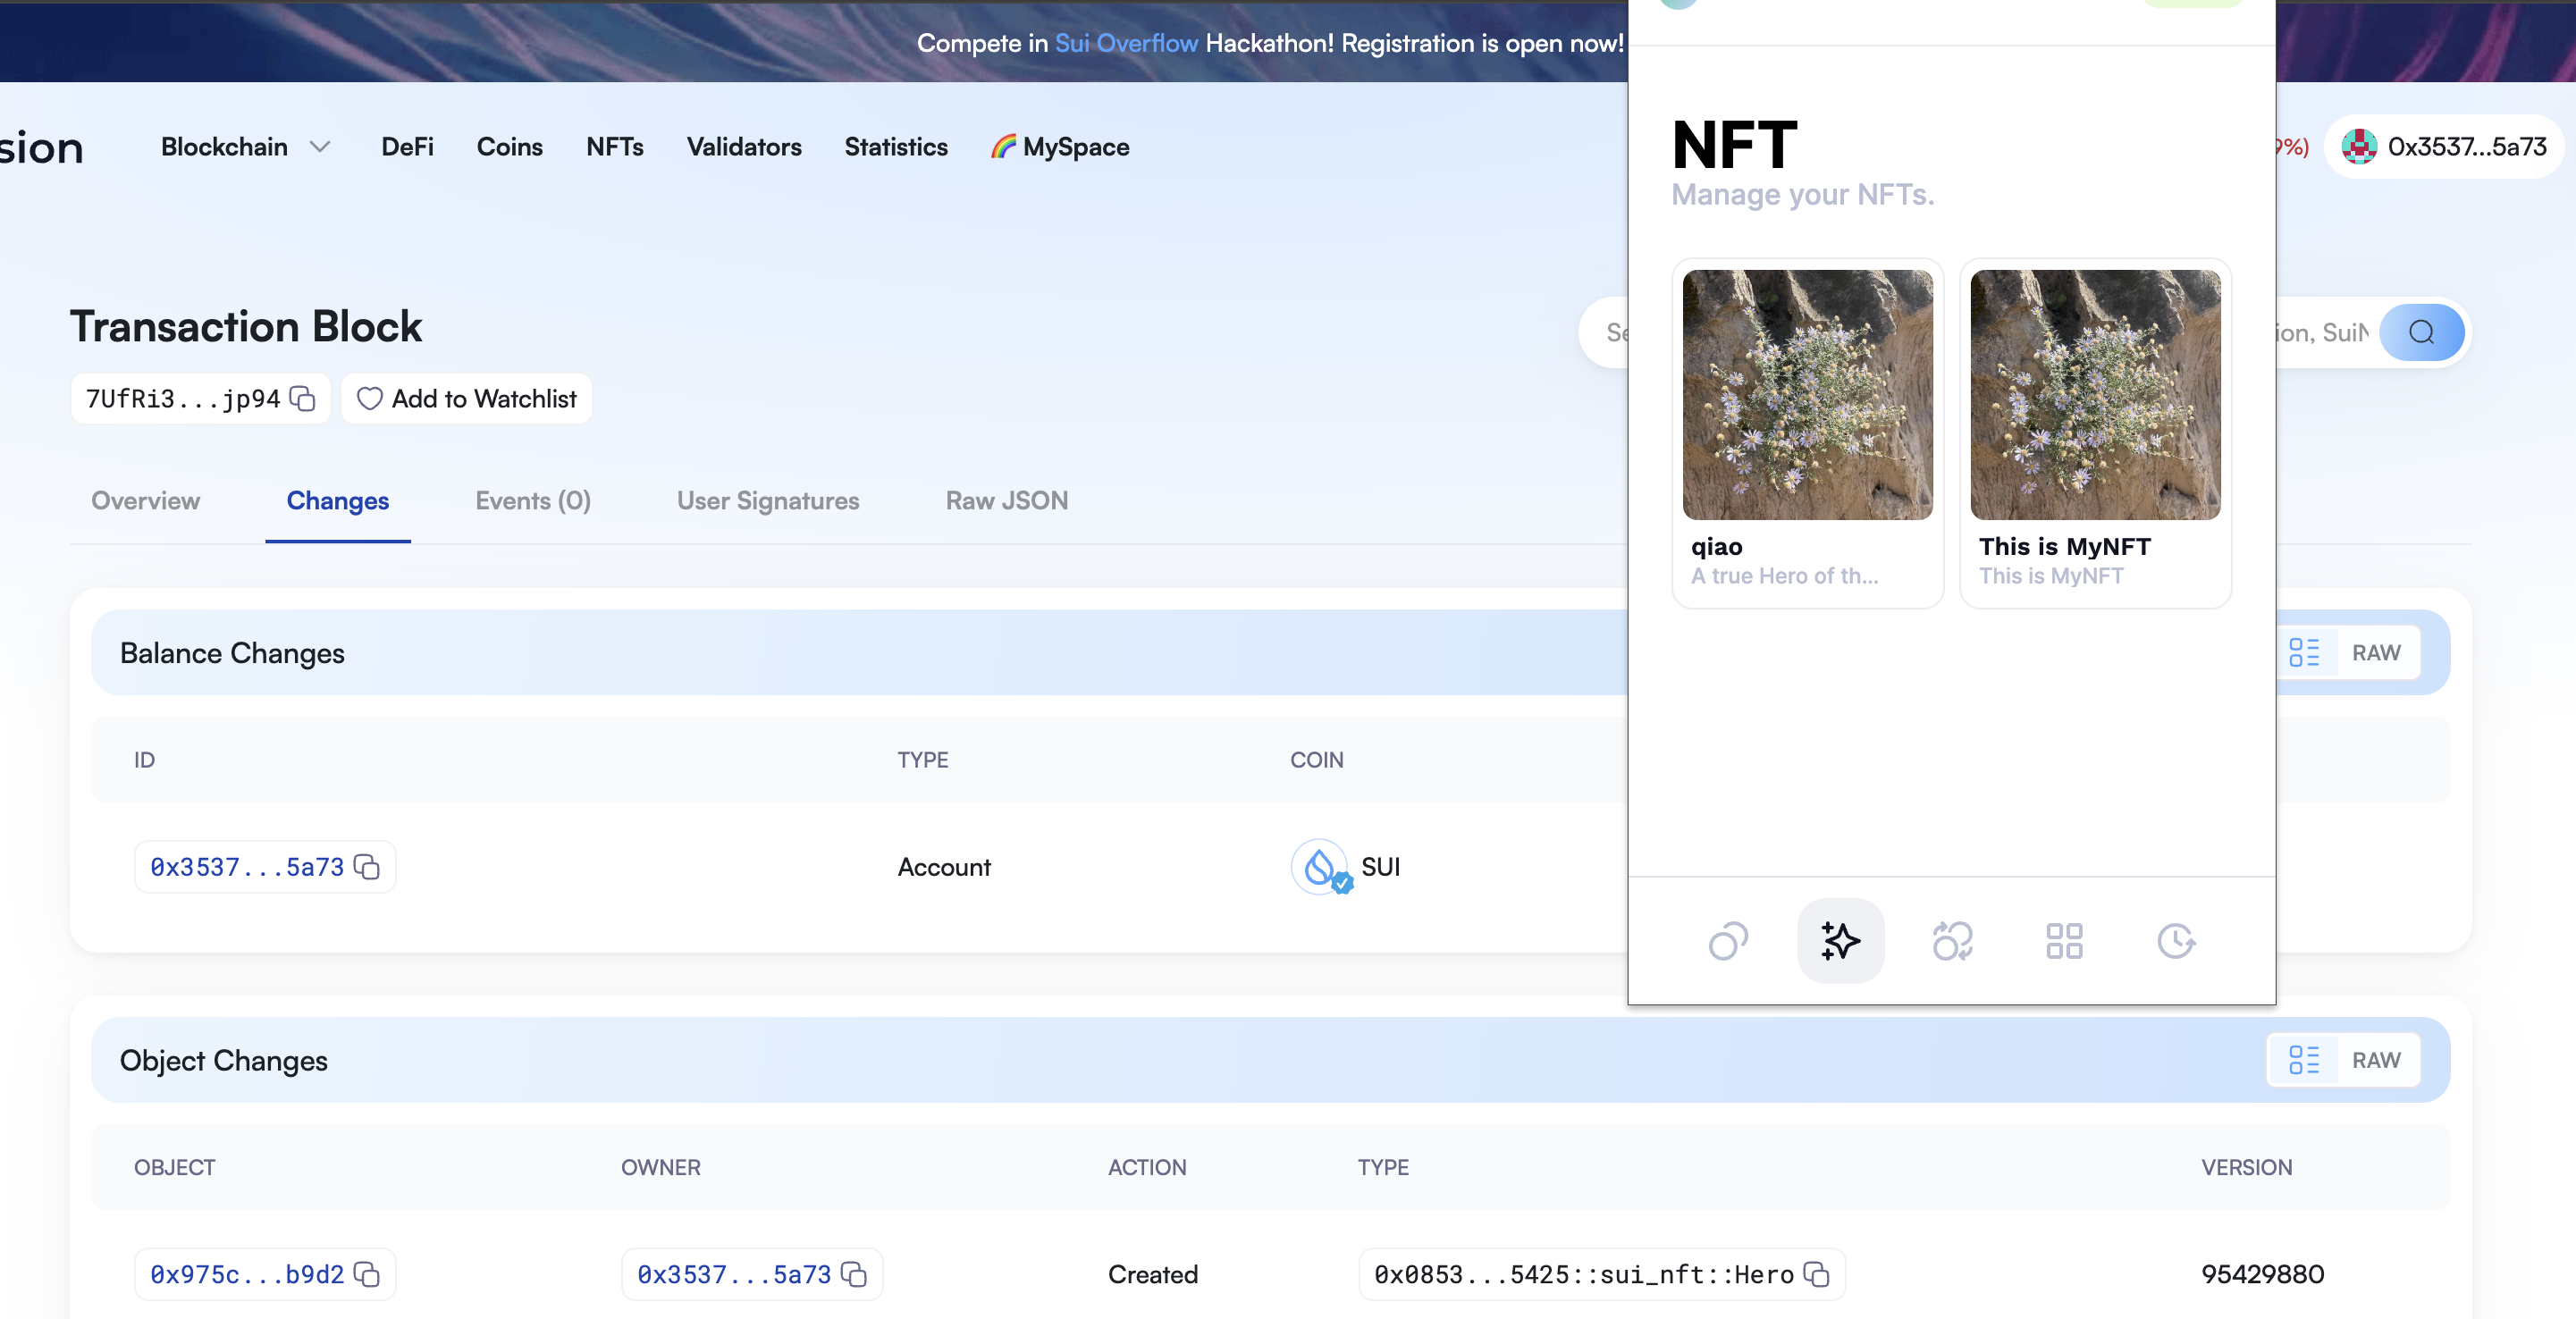 Compete in Sui Overflow Hackathon! Registration is open now!
sion
Blockchain DeFi Coins NFTs Validators Statistics MySpace
9%) 0x3537...5a73
Transaction Block
7UfRi3...jp94 Add to Watchlist
Overview Changes Events (0) User Signatures Raw JSON
Balance Changes
RAW
ID TYPE COIN
0x3537...5a73 Account SUI
Object Changes
RAW
OBJECT OWNER ACTION TYPE VERSION
0x975c...b9d2 0x3537...5a73 Created 0x0853...5425::sui_nft::Hero 95429880
NFT
Manage your NFTs.
qiao
A true Hero of th...
This is MyNFT
This is MyNFT